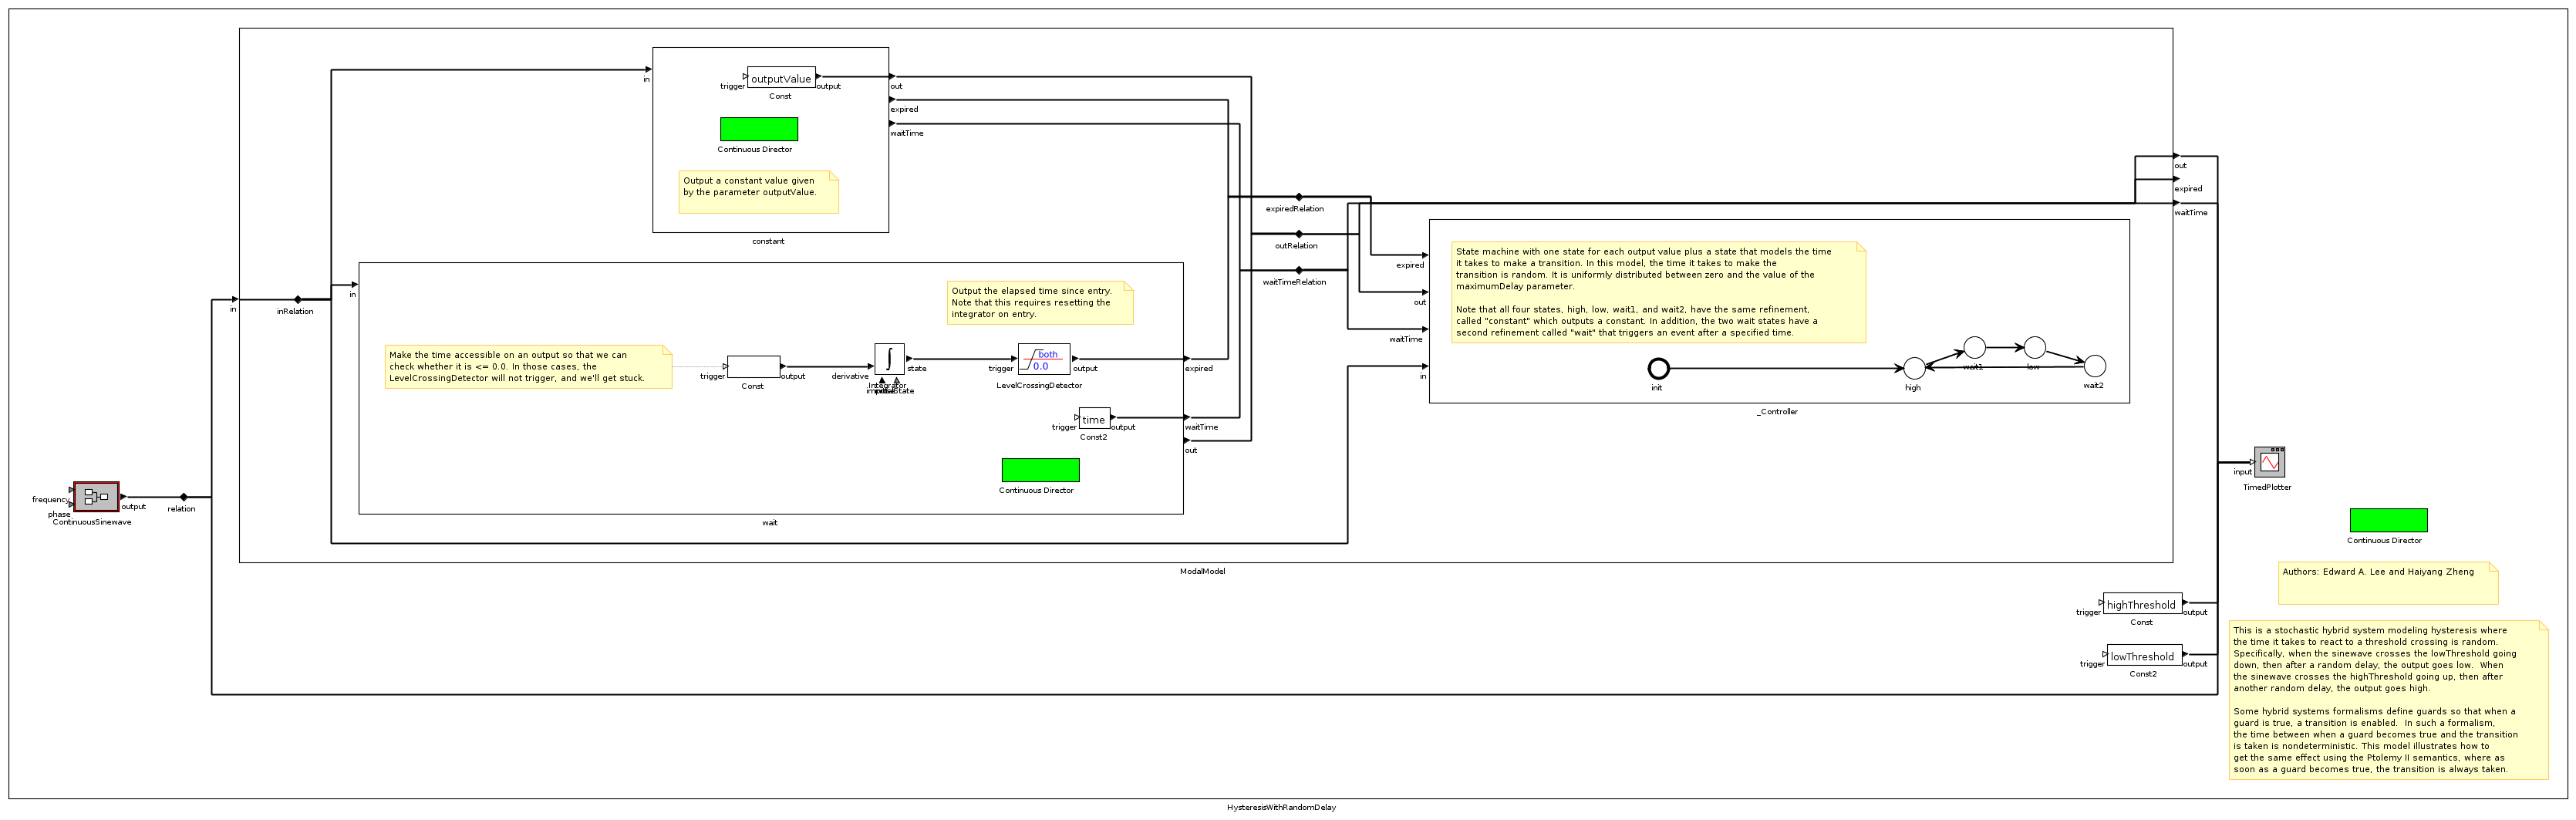 in
outputValue
trigger
output
Const
out
expired
waitTime
Continuous Director
Output a constant value given
by the parameter outputValue.
constant
out
expired
waitTime
expiredRelation
outRelation
waitTimeRelation
State machine with one state for each output value plus a state that models the time
it takes to make a transition. In this model, the time it takes to make the
transition is random. It is uniformly distributed between zero and the value of the
maximumDelay parameter.
Note that all four states, high, low, wait1, and wait2, have the same refinement,
called "constant" which outputs a constant. In addition, the two wait states have a
second refinement called "wait" that triggers an event after a specified time.
expired
out
waitTime
in
init
high
wait1
low
wait2
_Controller
in
inRelation
in
Output the elapsed time since entry.
Note that this requires resetting the
integrator on entry.
Make the time accessible on an output so that we can
check whether it is <= 0.0. In those cases, the
LevelCrossingDetector will not trigger, and we'll get stuck.
trigger
output
Const
derivative
∫
state
Integrator
trigger
both
0.0
output
LevelCrossingDetector
expired
time
trigger
output
Const2
waitTime
out
Continuous Director
wait
ModalModel
frequency
phase
output
ContinuousSinewave
relation
input
TimedPlotter
Continuous Director
Authors: Edward A. Lee and Haiyang Zheng
highThreshold
trigger
output
Const
lowThreshold
trigger
output
Const2
This is a stochastic hybrid system modeling hysteresis where
the time it takes to react to a threshold crossing is random.
Specifically, when the sinewave crosses the lowThreshold going
down, then after a random delay, the output goes low.  When
the sinewave crosses the highThreshold going up, then after
another random delay, the output goes high.
Some hybrid systems formalisms define guards so that when a
guard is true, a transition is enabled.  In such a formalism,
the time between when a guard becomes true and the transition
is taken is nondeterministic. This model illustrates how to
get the same effect using the Ptolemy II semantics, where as
soon as a guard becomes true, the transition is always taken.
HysteresisWithRandomDelay